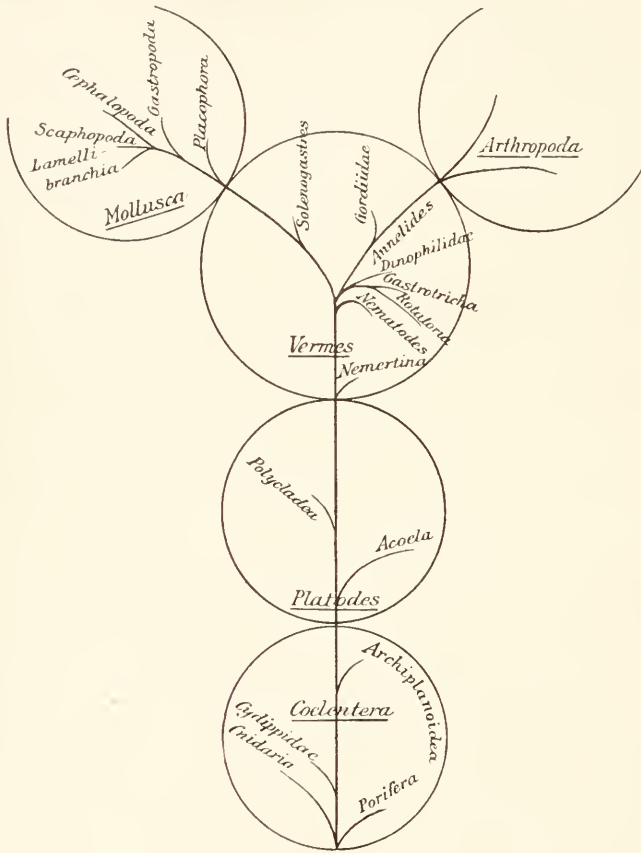 Gastropoda
Cephalopoda
Placophora
Scaphopoda
Lamelli-
branchia
Mollusca
Arthropoda
Solenogastres
Gordiidae
Annelides
Dinophilidae
Gastrotricha
Rotatoria
Nematodes
Vermes
Nemertina
Polycladea
Acoela
Platodes
Archiplanoidea
Coelentera
Cydippidae
Cnidaria
Porifera